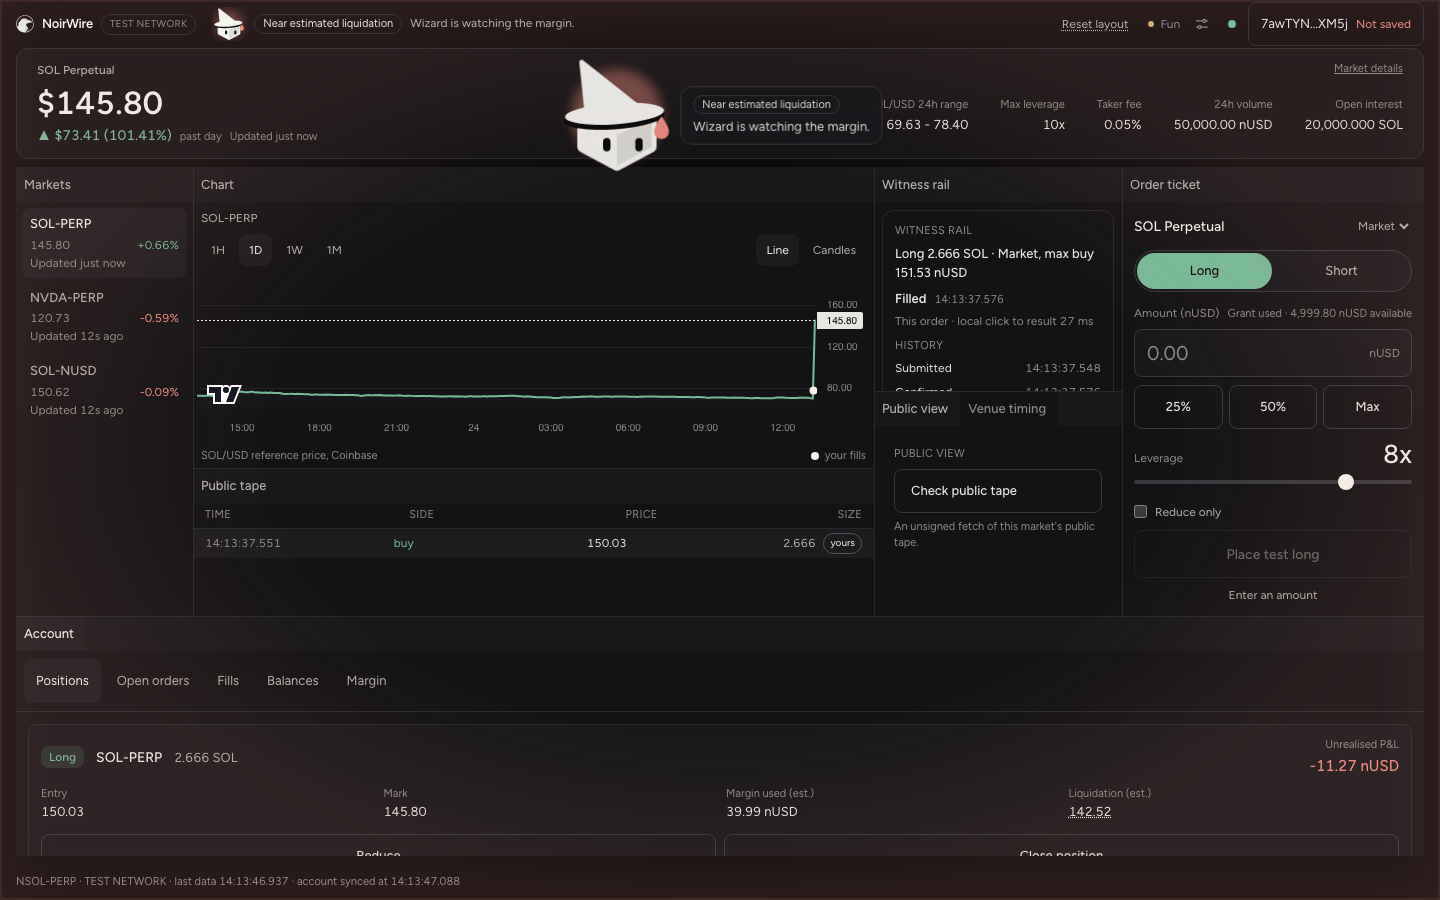 NoirWire TEST NETWORK Near estimated liquidation Wizard is watching the margin. Reset layout Fun 7awTYN...XM5j Not saved
SOL Perpetual Market details
$145.80
▲ $73.41 (101.41%) past day Updated just now
Near estimated liquidation
Wizard is watching the margin.
L/USD 24h range Max leverage Taker fee 24h volume Open interest
69.63 - 78.40 10x 0.05% 50,000.00 nUSD 20,000.000 SOL
Markets
SOL-PERP
145.80 +0.66%
Updated just now
NVDA-PERP
120.73 -0.59%
Updated 12s ago
SOL-NUSD
150.62 -0.09%
Updated 12s ago
Chart
SOL-PERP
1H 1D 1W 1M Line Candles
160.00
145.80
120.00
80.00
15:00 18:00 21:00 24 03:00 06:00 09:00 12:00
SOL/USD reference price, Coinbase your fills
Public tape
TIME SIDE PRICE SIZE
14:13:37.551 buy 150.03 2.666 yours
Witness rail
WITNESS RAIL
Long 2.666 SOL · Market, max buy
151.53 nUSD
Filled 14:13:37.576
This order · local click to result 27 ms
HISTORY
Submitted 14:13:37.548
Confirmed 14:13:37.576
Public view Venue timing
PUBLIC VIEW
Check public tape
An unsigned fetch of this market's public
tape.
Order ticket
SOL Perpetual Market
Long Short
Amount (nUSD) Grant used · 4,999.80 nUSD available
0.00 nUSD
25% 50% Max
Leverage 8x
Reduce only
Place test long
Enter an amount
Account
Positions Open orders Fills Balances Margin
Long SOL-PERP 2.666 SOL
Unrealised P&L
-11.27 nUSD
Entry Mark Margin used (est.) Liquidation (est.)
150.03 145.80 39.99 nUSD 142.52
Reduce Close position
NSOL-PERP · TEST NETWORK · last data 14:13:46.937 · account synced at 14:13:47.088